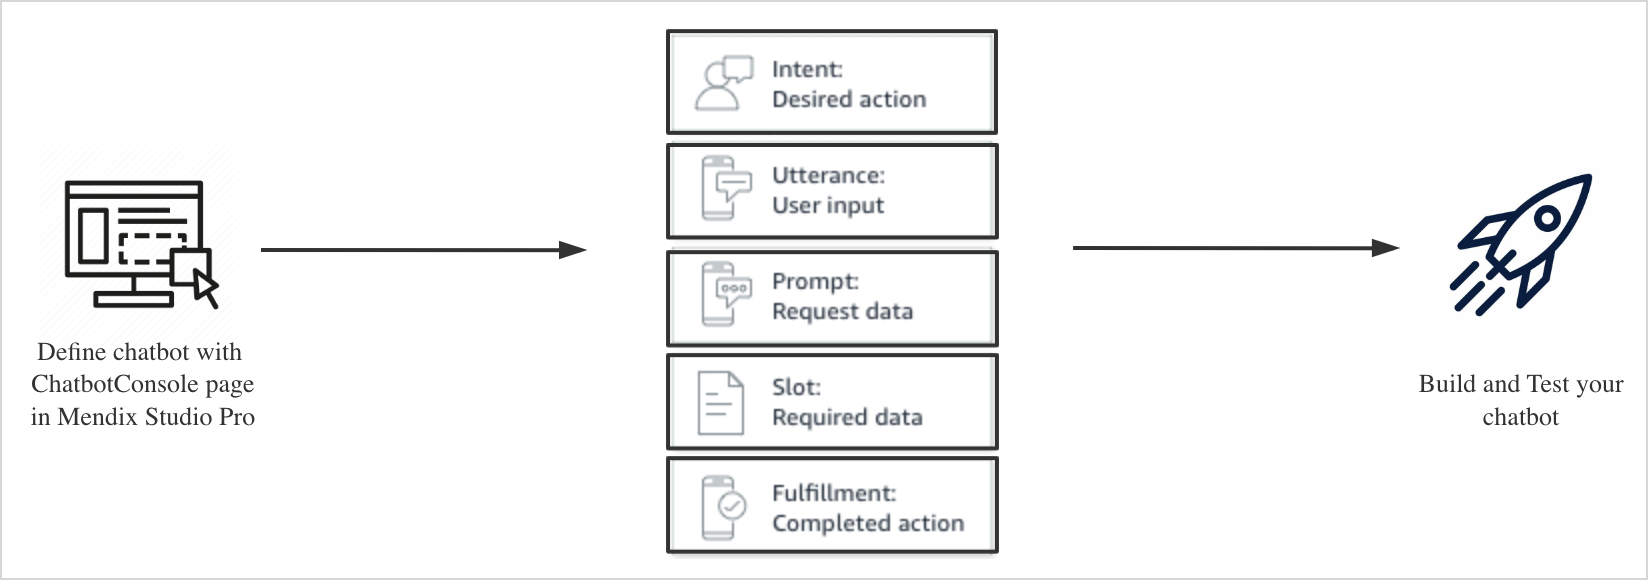 Define chatbot with
ChatbotConsole page
in Mendix Studio Pro
Intent:
Desired action
Utterance:
User input
Prompt:
Request data
Slot:
Required data
Fulfillment:
Completed action
Build and Test your
chatbot